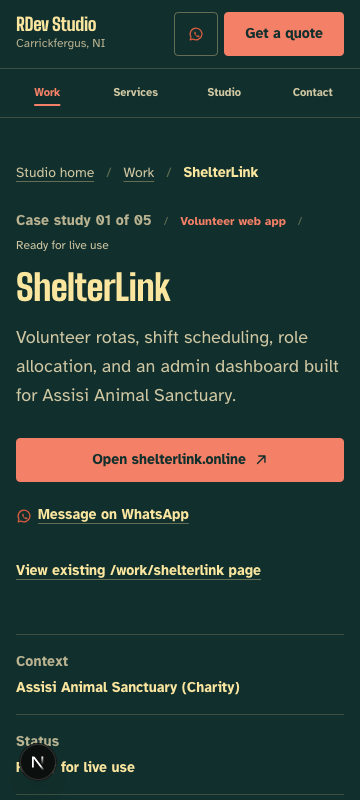 RDev Studio
Carrickfergus, NI
Get a quote
Work
Services
Studio
Contact
Studio home / Work / ShelterLink
Case study 01 of 05 / Volunteer web app /
Ready for live use
ShelterLink
Volunteer rotas, shift scheduling, role
allocation, and an admin dashboard built
for Assisi Animal Sanctuary.
Open shelterlink.online
Message on WhatsApp
View existing /work/shelterlink page
Context
Assisi Animal Sanctuary (Charity)
Status
N
for live use